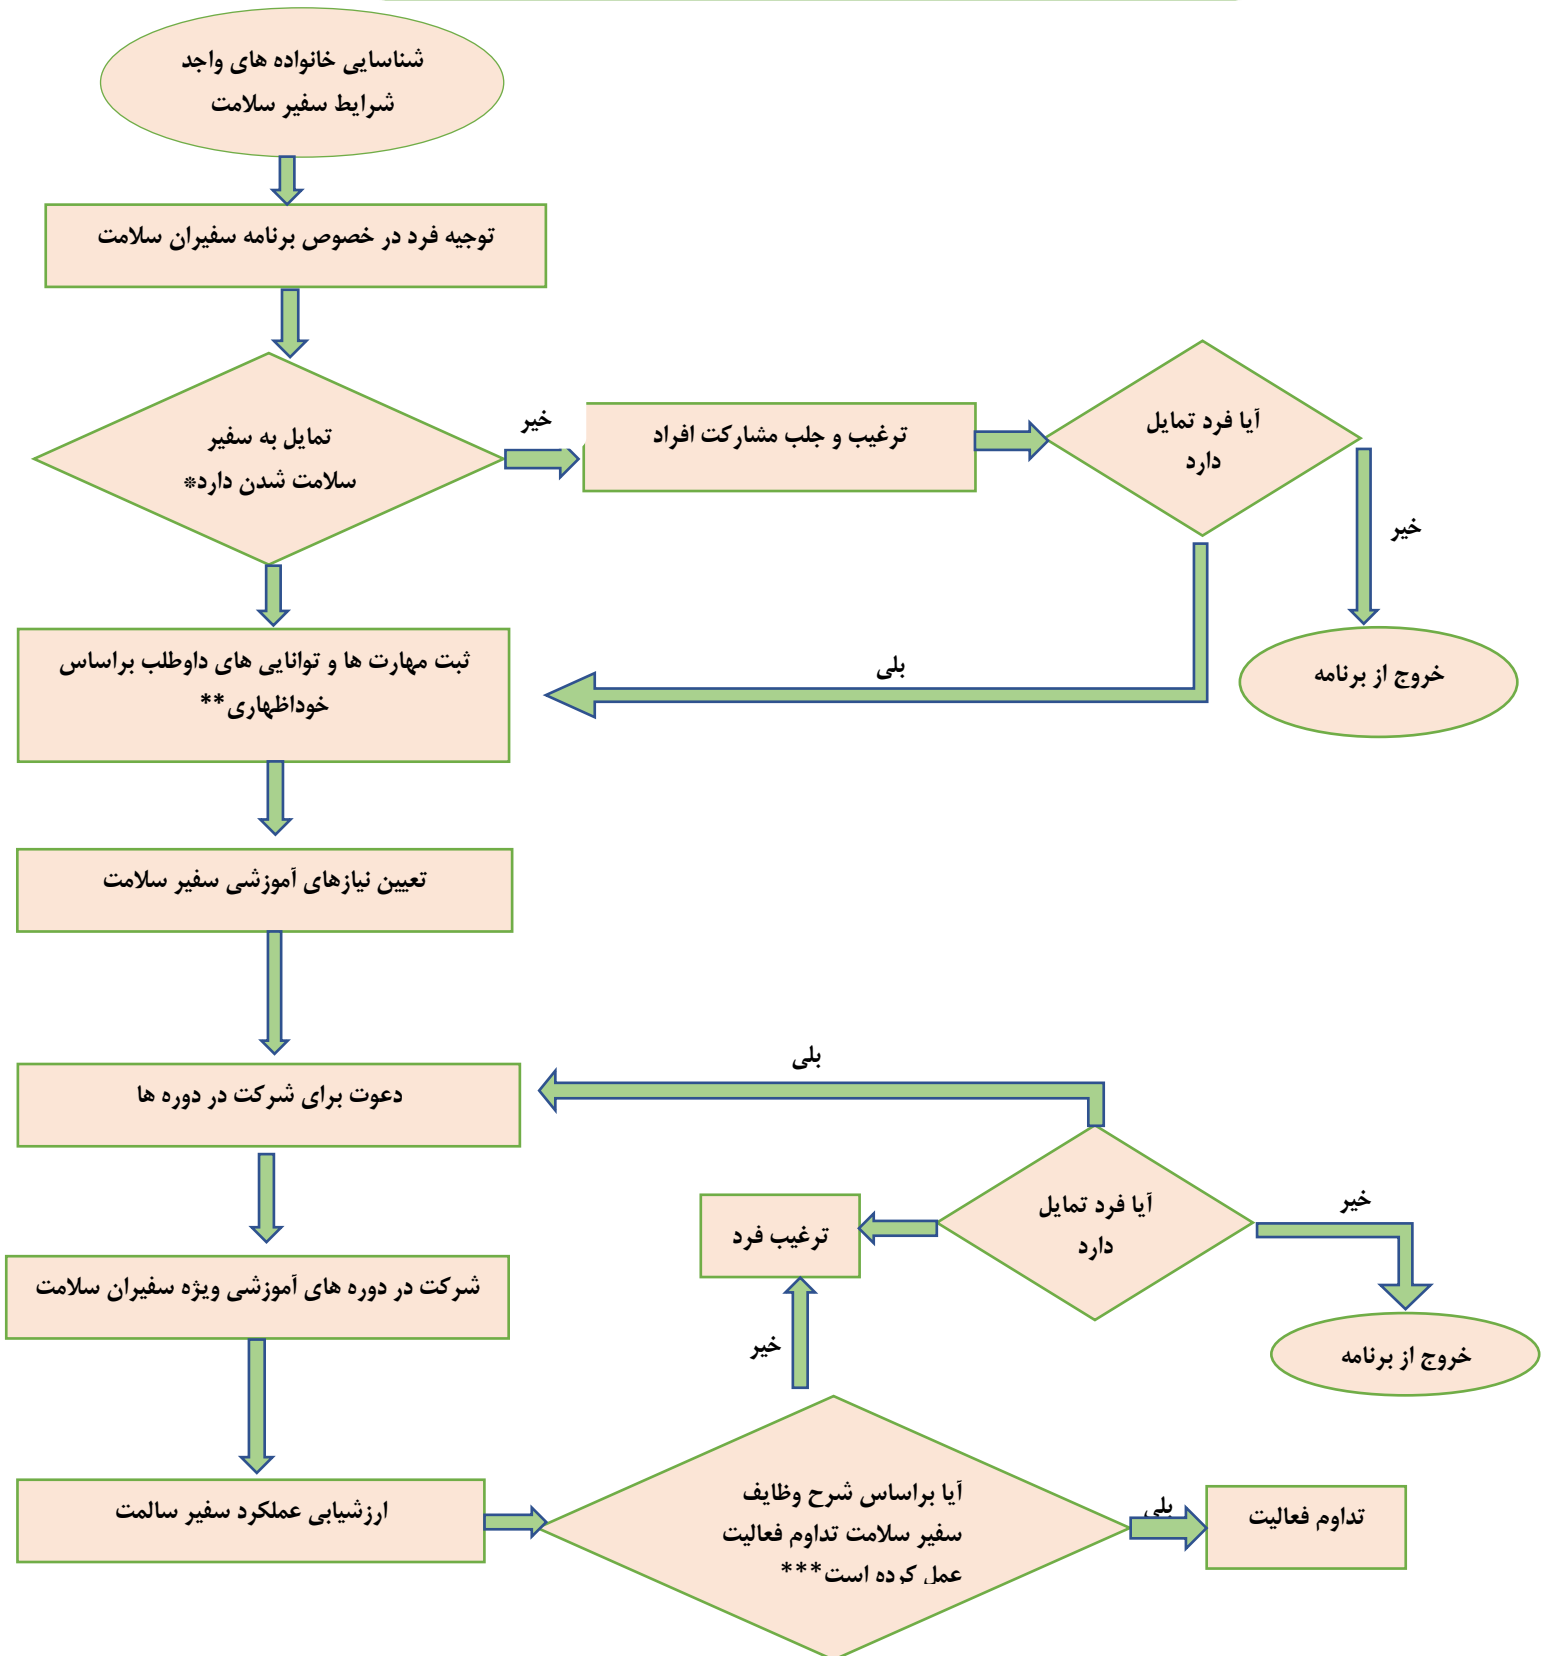 شناسایی خانواده های واجد
شرایط سفیر سلامت
توجیه فرد در خصوص برنامه سفیران سلامت
تمایل به سفیر
سلامت شدن دارد*
خیر
ترغیب و جلب مشارکت افراد
آیا فرد تمایل
دارد
خیر
خروج از برنامه
بلی
ثبت مهارت ها و توانایی های داوطلب براساس
خوداظهاری**
تعیین نیازهای آموزشی سفیر سلامت
دعوت برای شرکت در دوره ها
بلی
آیا فرد تمایل
دارد
خیر
خروج از برنامه
ترغیب فرد
خیر
شرکت در دوره های آموزشی ویژه سفیران سلامت
ارزشیابی عملکرد سفیر سالمت
آیا براساس شرح وظایف
سفیر سلامت تداوم فعالیت
عمل کرده است***
بلی
تداوم فعالیت